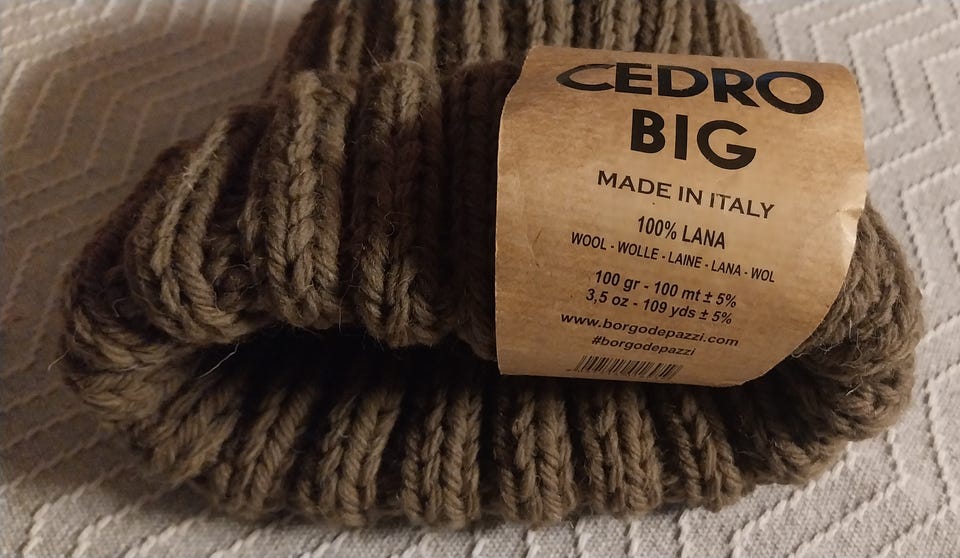 CEDRO
BIG
MADE IN ITALY
100% LANA
WOOL - WOLLE - LAINE - LANA - WOL
100 gr - 100 mt ± 5%
3,5 oz - 109 yds ± 5%
www.borgodepazzi.com
#borgodepazzi